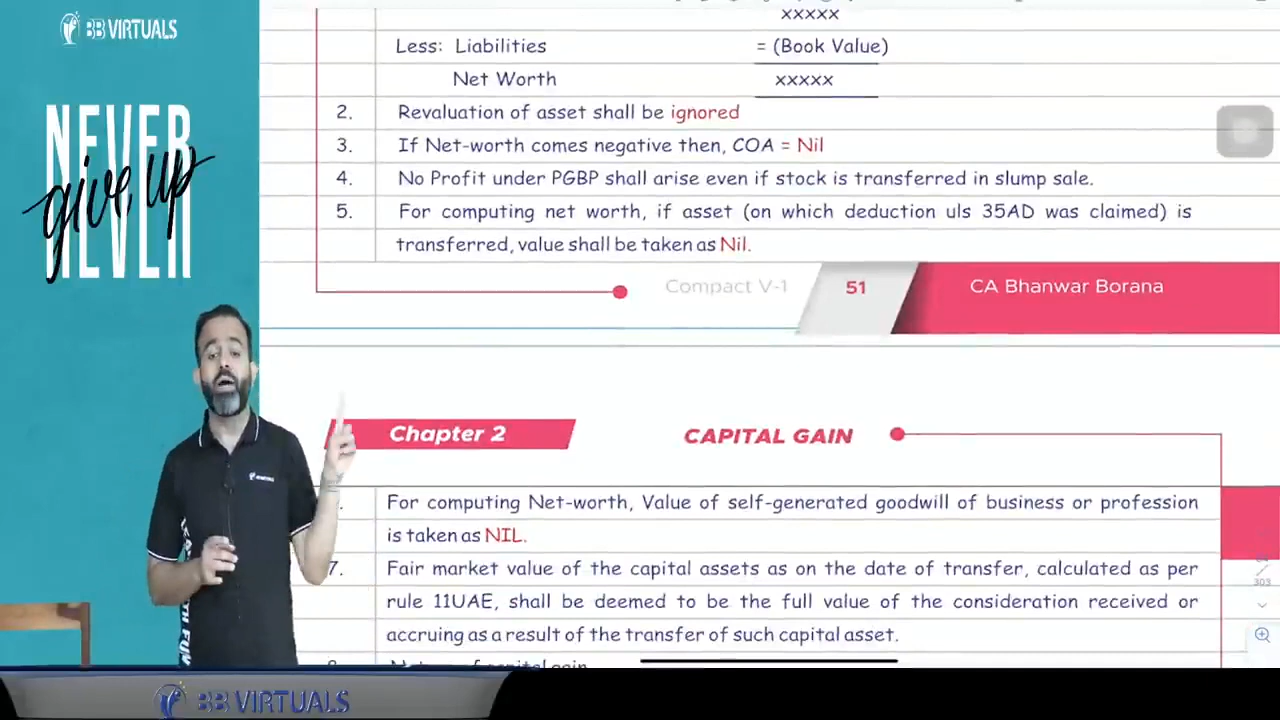 BB VIRTUALS
NEVER
give up
NEVER
xxxxx
Less: Liabilities = (Book Value)
Net Worth xxxxx
2. Revaluation of asset shall be ignored
3. If Net-worth comes negative then, COA = Nil
4. No Profit under PGBP shall arise even if stock is transferred in slump sale.
5. For computing net worth, if asset (on which deduction uls 35AD was claimed) is
transferred, value shall be taken as Nil.
Compact V-1 51 CA Bhanwar Borana
Chapter 2 CAPITAL GAIN
For computing Net-worth, Value of self-generated goodwill of business or profession
is taken as NIL.
7. Fair market value of the capital assets as on the date of transfer, calculated as per
rule 11UAE, shall be deemed to be the full value of the consideration received or
accruing as a result of the transfer of such capital asset.
303
BB VIRTUALS